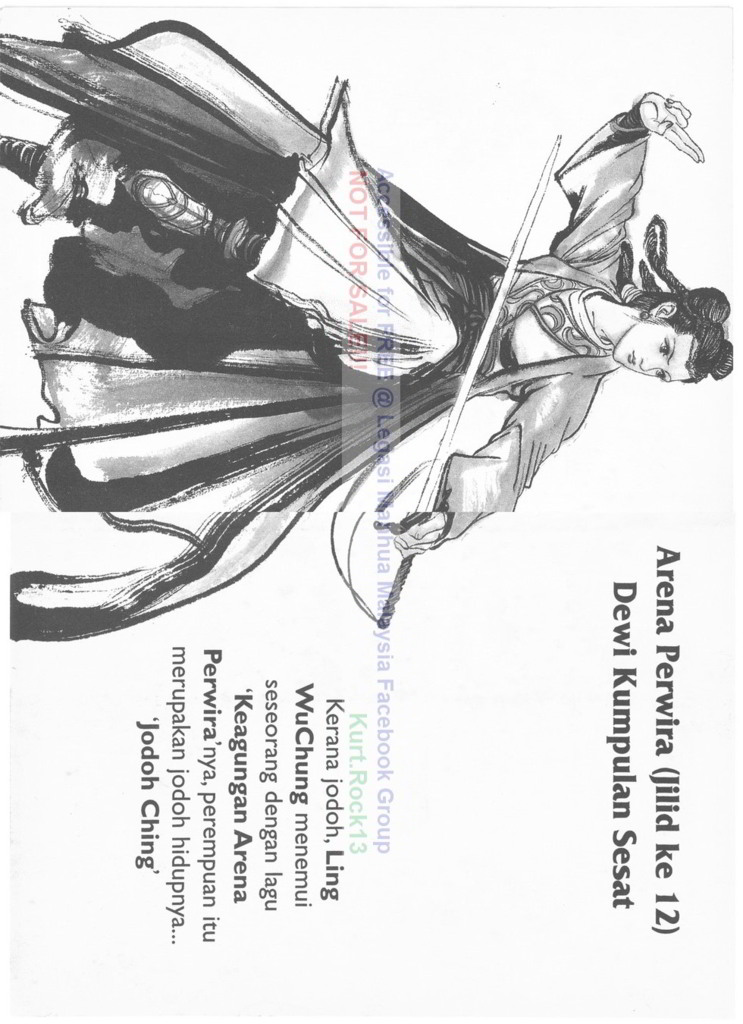 Arena Perwira (Jilid ke 12)
Dewi Kumpulan Sesat
Accessible for FREE @ Legasi Manhua Malaysia Facebook Group
NOT FOR SALE!!!
Kurt.Rock13
Kerana jodoh, Ling
WuChung menemui
seseorang dengan lagu
'Keagungan Arena
Perwira'nya, perempuan itu
merupakan jodoh hidupnya...
'Jodoh Ching'